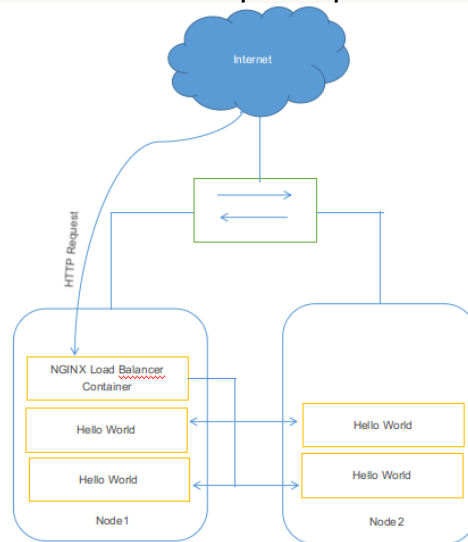 Internet
HTTP Request
NGINX Load Balancer
Container
Hello World
Hello World
Node1
Hello World
Hello World
Node2